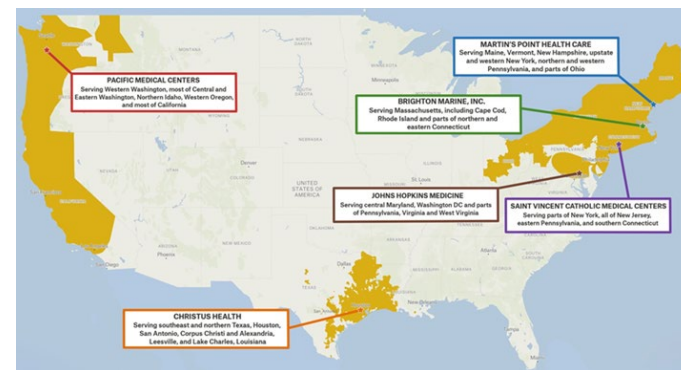 MARTIN'S POINT HEALTH CARE
Serving Maine, Vermont, New Hampshire, upstate
and western New York, northern and western
Pennsylvania, and parts of Ohio
PACIFIC MEDICAL CENTERS
Serving Western Washington, most of Central and
Eastern Washington, Northern Idaho, Western Oregon,
and most of California
BRIGHTON MARINE, INC.
Serving Massachusetts, including Cape Cod,
Rhode Island and parts of northern and
eastern Connecticut
Minneapolis
Denver
St. Louis
UNITED
STATES OF
AMERICA
JOHNS HOPKINS MEDICINE
Serving central Maryland, Washington DC and parts
of Pennsylvania, Virginia and West Virginia
SAINT VINCENT CATHOLIC MEDICAL CENTERS
Serving parts of New York, all of New Jersey,
eastern Pennsylvania, and southern Connecticut
Phoenix
Atlanta
Dallas
CHRISTUS HEALTH
Serving southeast and northern Texas, Houston,
San Antonio, Corpus Christi and Alexandria,
Leesville, and Lake Charles, Louisiana
Tampa